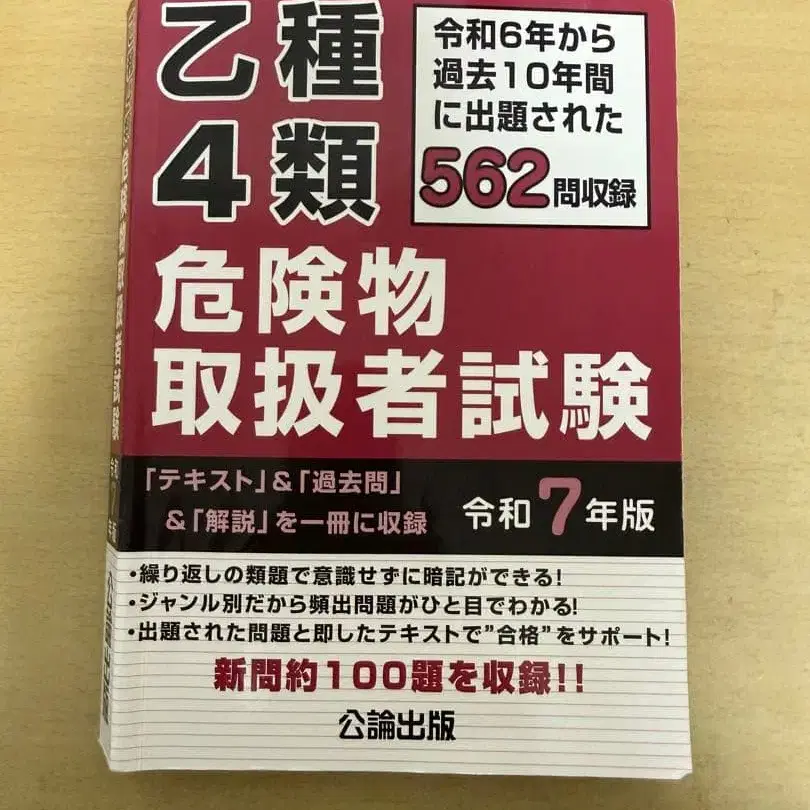 乙種
4類
令和6年から
過去10年間
に出題された
562問収録
危険物
取扱者試験
「テキスト」&「過去問」
&「解説」を一冊に収録
令和7年版
・繰り返しの類題で意識せずに暗記ができる!
・ジャンル別だから頻出問題がひと目でわかる!
・出題された問題と即したテキストで"合格"をサポート!
新問約100題を収録!!
公論出版